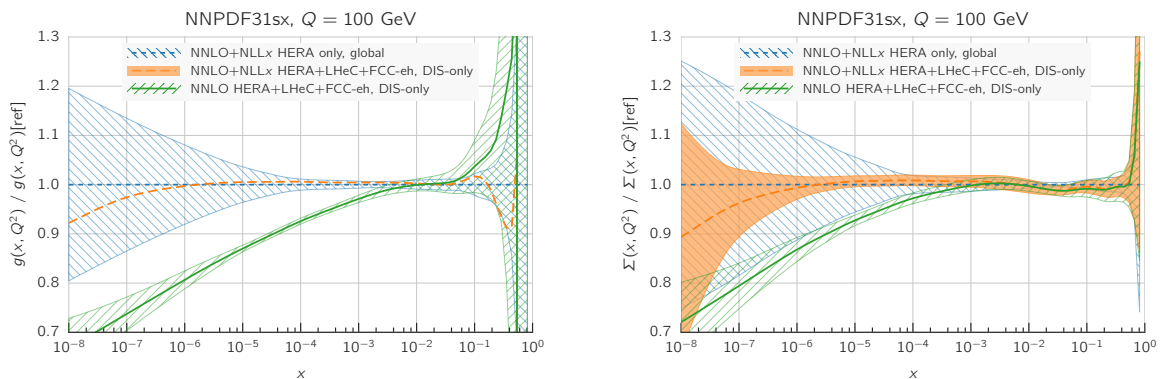 NNPDF31sx, Q = 100 GeV
1.3
1.2
1.1
1.0
0.9
0.8
0.7
g(x, Q²) / g(x, Q²)[ref]
NNLO+NLLx HERA only, global
NNLO+NLLx HERA+LHeC+FCC-eh, DIS-only
NNLO HERA+LHeC+FCC-eh, DIS-only
10⁻⁸ 10⁻⁷ 10⁻⁶ 10⁻⁵ 10⁻⁴ 10⁻³ 10⁻² 10⁻¹ 10⁰
x
NNPDF31sx, Q = 100 GeV
1.3
1.2
1.1
1.0
0.9
0.8
0.7
Σ(x, Q²) / Σ(x, Q²)[ref]
NNLO+NLLx HERA only, global
NNLO+NLLx HERA+LHeC+FCC-eh, DIS-only
NNLO HERA+LHeC+FCC-eh, DIS-only
10⁻⁸ 10⁻⁷ 10⁻⁶ 10⁻⁵ 10⁻⁴ 10⁻³ 10⁻² 10⁻¹ 10⁰
x